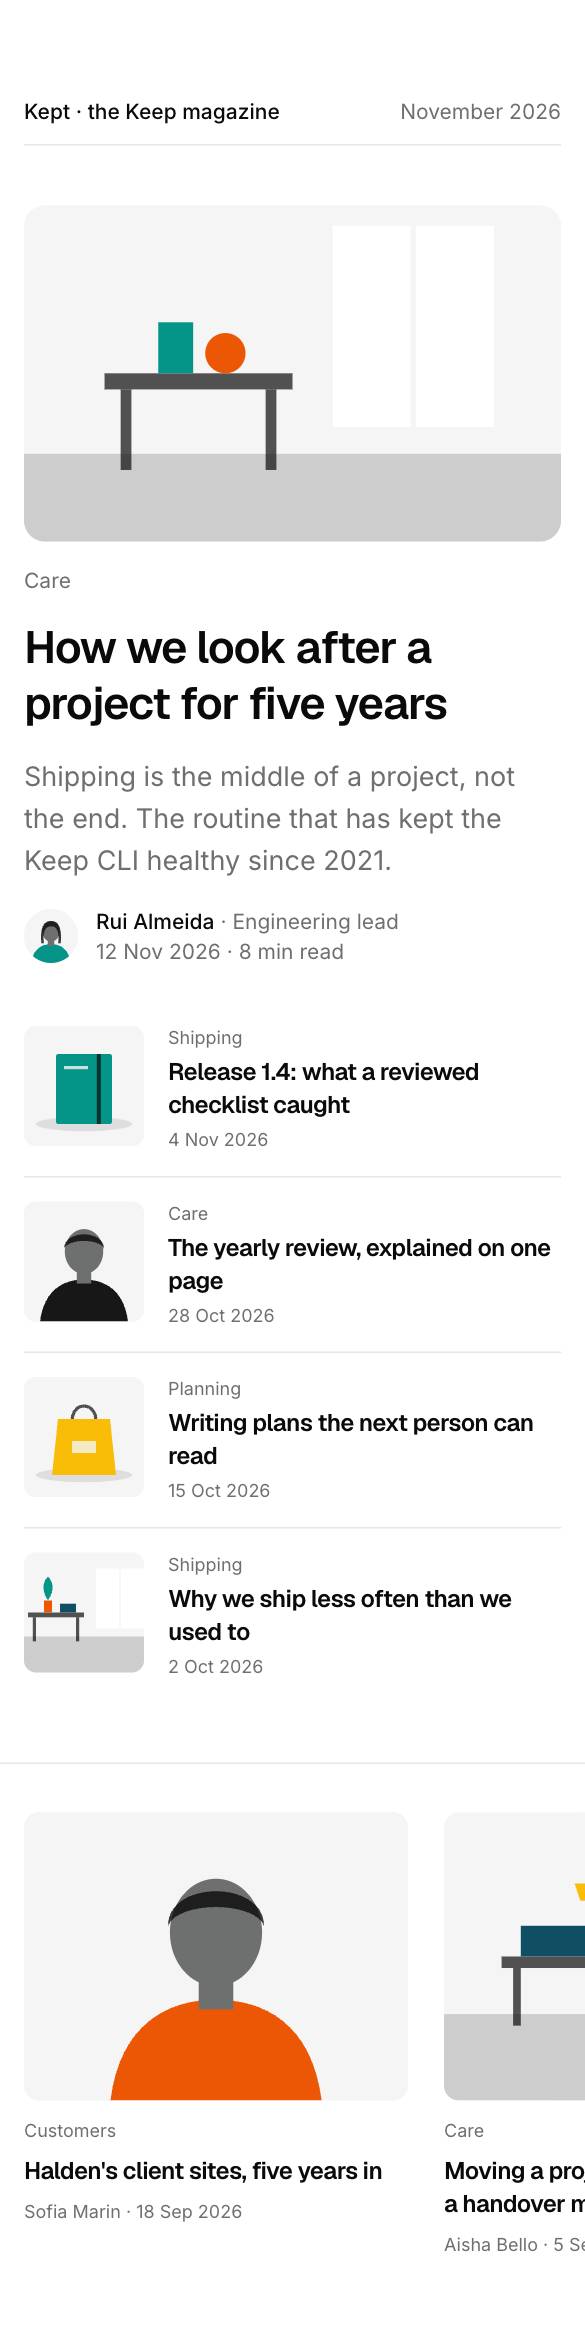 Kept · the Keep magazine
November 2026
Care
How we look after a
project for five years
Shipping is the middle of a project, not
the end. The routine that has kept the
Keep CLI healthy since 2021.
Rui Almeida · Engineering lead
12 Nov 2026 · 8 min read
Shipping
Release 1.4: what a reviewed
checklist caught
4 Nov 2026
Care
The yearly review, explained on one
page
28 Oct 2026
Planning
Writing plans the next person can
read
15 Oct 2026
Shipping
Why we ship less often than we
used to
2 Oct 2026
Customers
Halden's client sites, five years in
Sofia Marin · 18 Sep 2026
Care
Moving a
a handover
Aisha Bello · 5